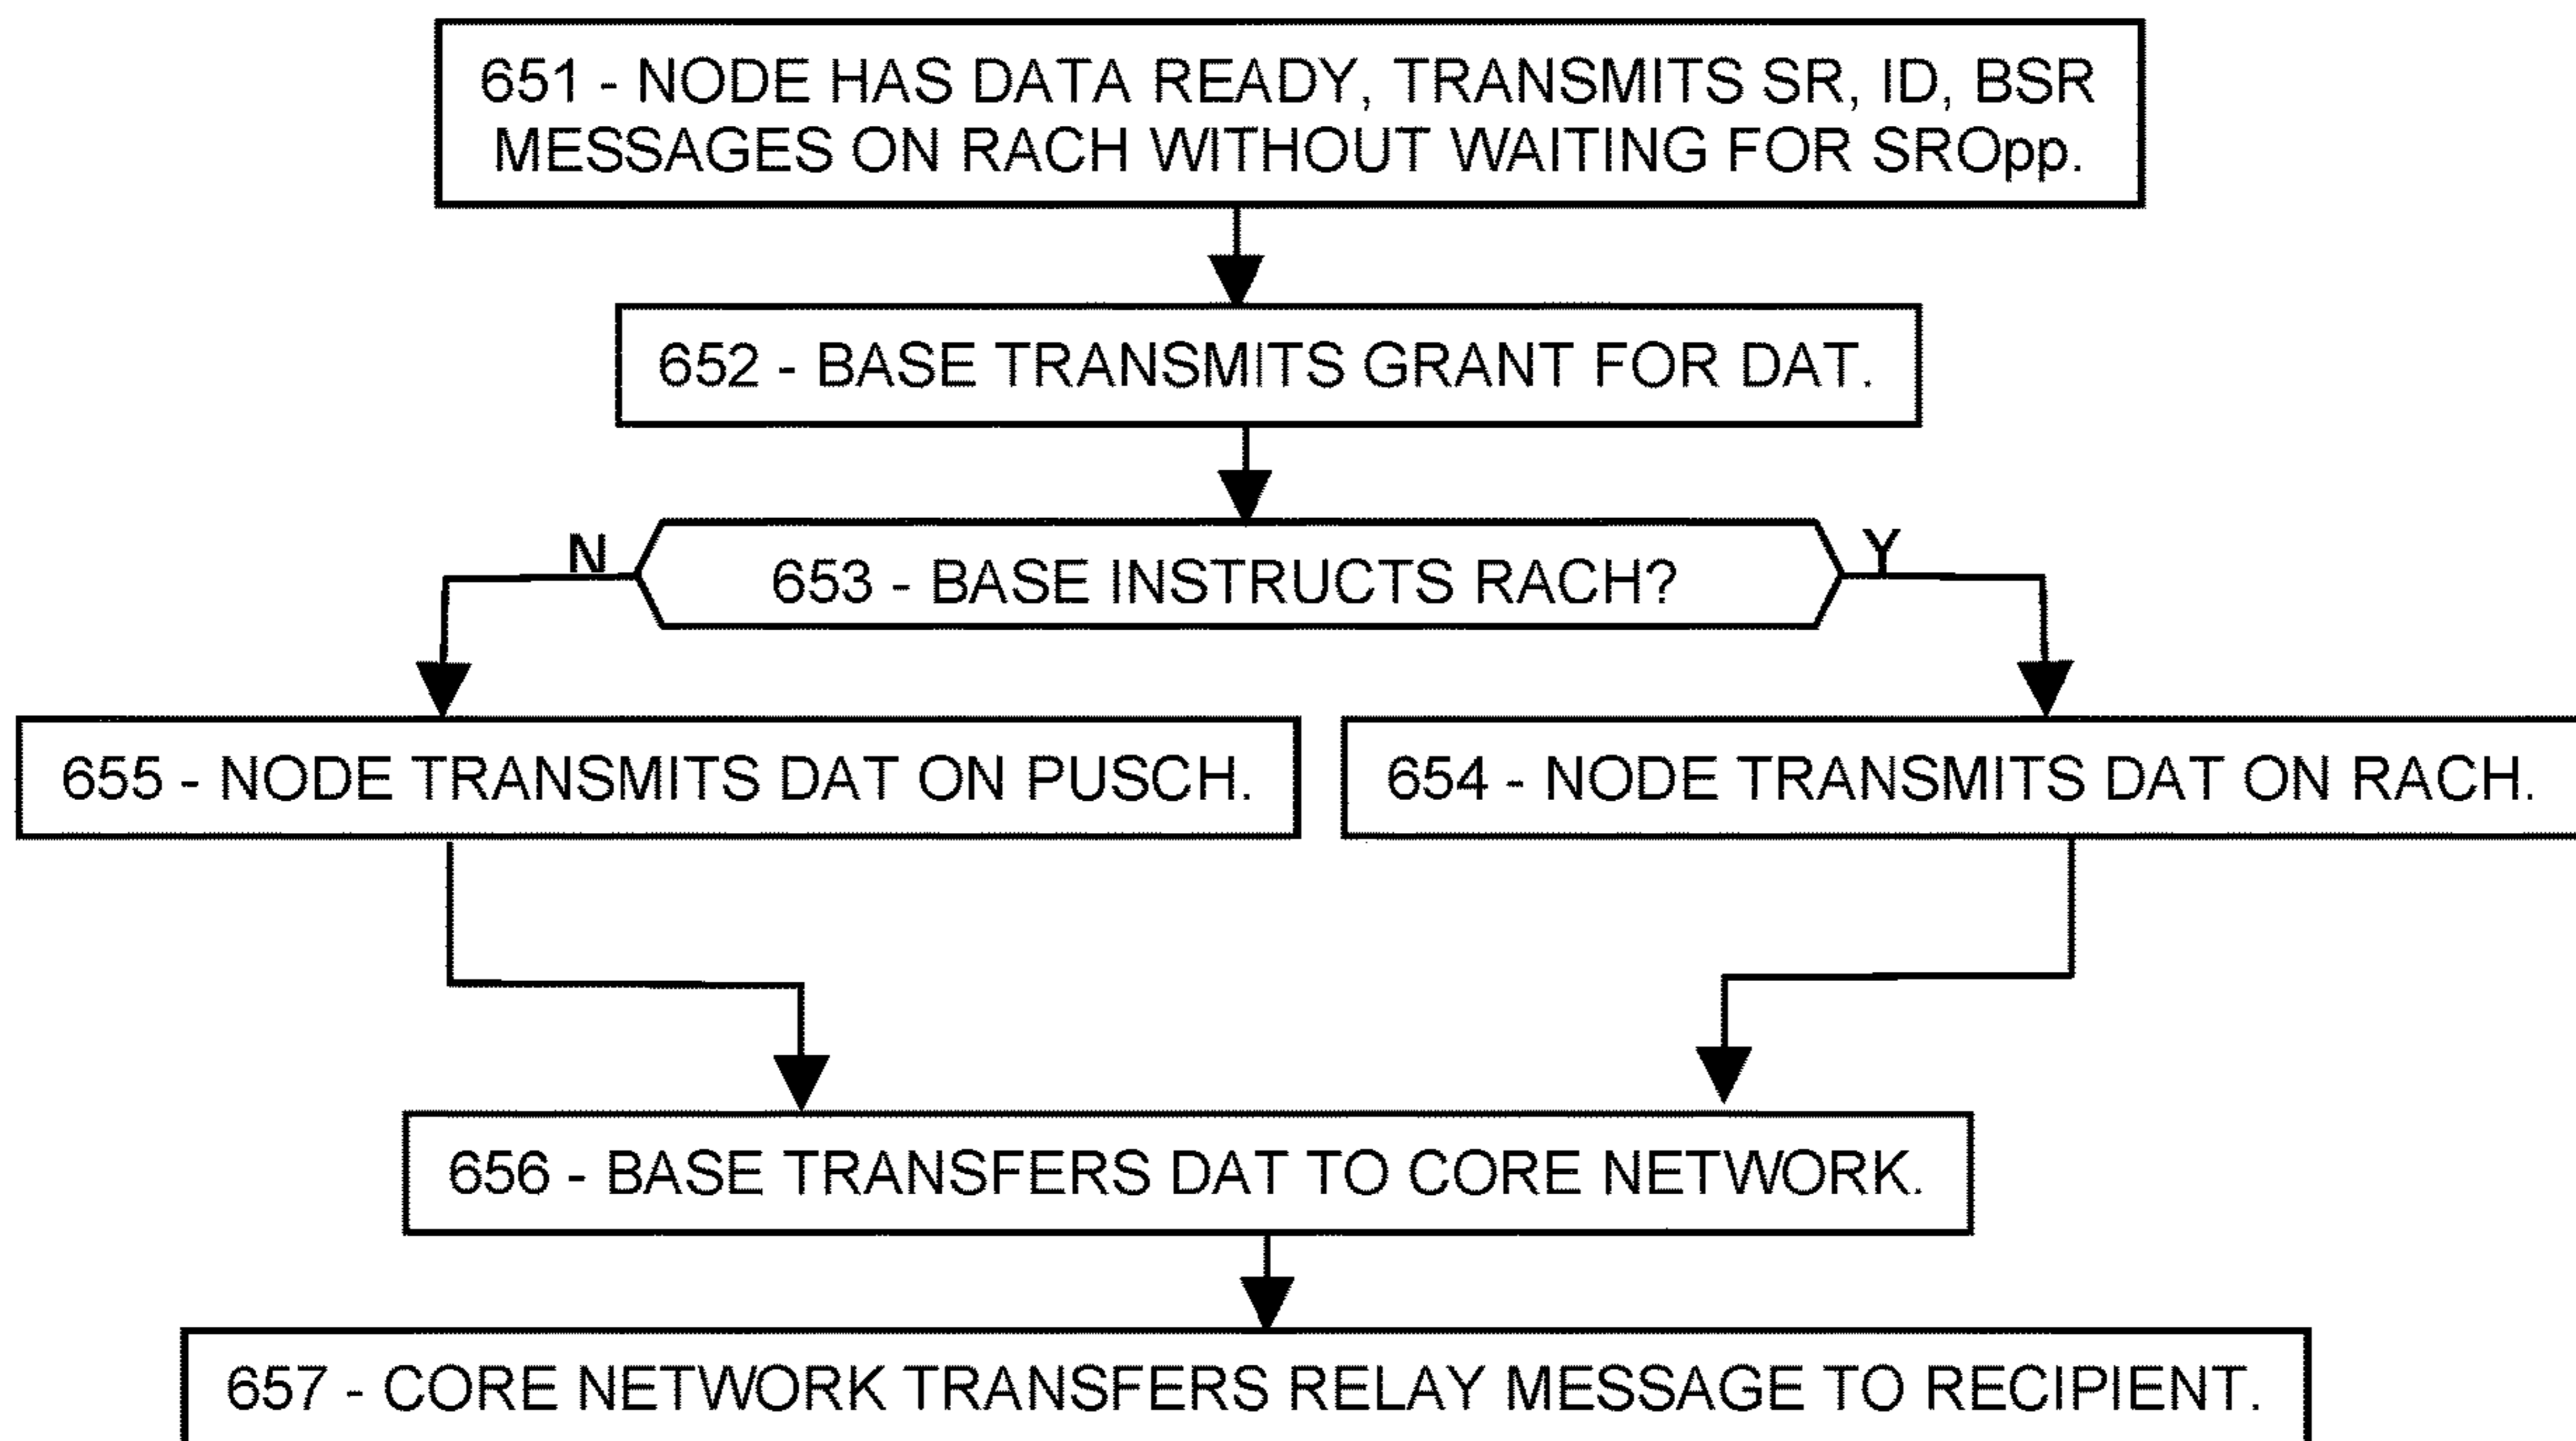 651 - NODE HAS DATA READY, TRANSMITS SR, ID, BSR
MESSAGES ON RACH WITHOUT WAITING FOR SROpp.
652 - BASE TRANSMITS GRANT FOR DAT.
N
Y
653 - BASE INSTRUCTS RACH?
655 - NODE TRANSMITS DAT ON PUSCH.
654 - NODE TRANSMITS DAT ON RACH.
656 - BASE TRANSFERS DAT TO CORE NETWORK.
657 - CORE NETWORK TRANSFERS RELAY MESSAGE TO RECIPIENT.